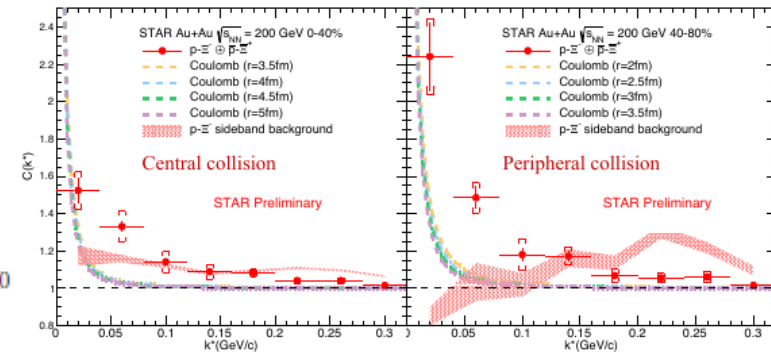 STAR Au+Au √sNN = 200 GeV 0-40%
p-Ξ⁻ ⊕ p̅-Ξ̅⁺
Coulomb (r=3.5fm)
Coulomb (r=4fm)
Coulomb (r=4.5fm)
Coulomb (r=5fm)
p-Ξ⁻ sideband background
Central collision
STAR Preliminary
C(k*)
2.4
2.2
2
1.8
1.6
1.4
1.2
1
0.8
0
0.05
0.1
0.15
0.2
0.25
0.3
k*(GeV/c)
STAR Au+Au √sNN = 200 GeV 40-80%
p-Ξ⁻ ⊕ p̅-Ξ̅⁺
Coulomb (r=2fm)
Coulomb (r=2.5fm)
Coulomb (r=3fm)
Coulomb (r=3.5fm)
p-Ξ⁻ sideband background
Peripheral collision
STAR Preliminary
0
0.05
0.1
0.15
0.2
0.25
0.3
k*(GeV/c)